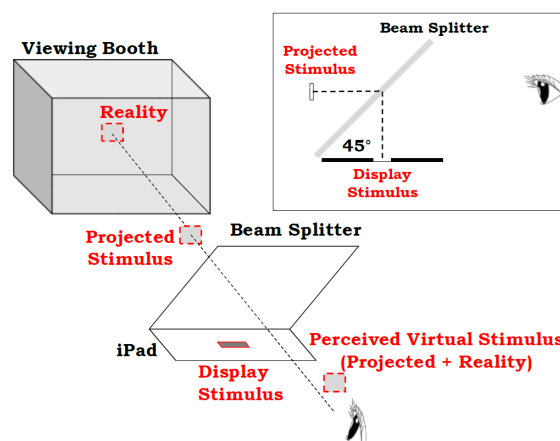 Viewing Booth
Reality
Projected
Stimulus
Beam Splitter
iPad
Display
Stimulus
Perceived Virtual Stimulus
(Projected + Reality)
Beam Splitter
Projected
Stimulus
45°
Display
Stimulus